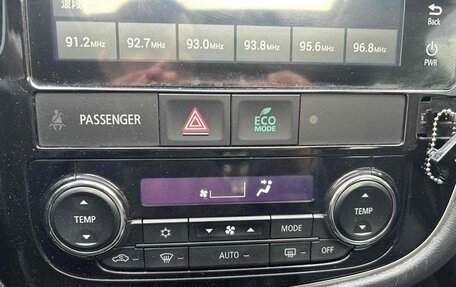 波段
Back
91.2MHz 92.7MHz 93.0MHz 93.8MHz 95.6MHz 96.8MHz
PWR
PASSENGER
ECO
MODE
TEMP
MODE
TEMP
AUTO
OFF